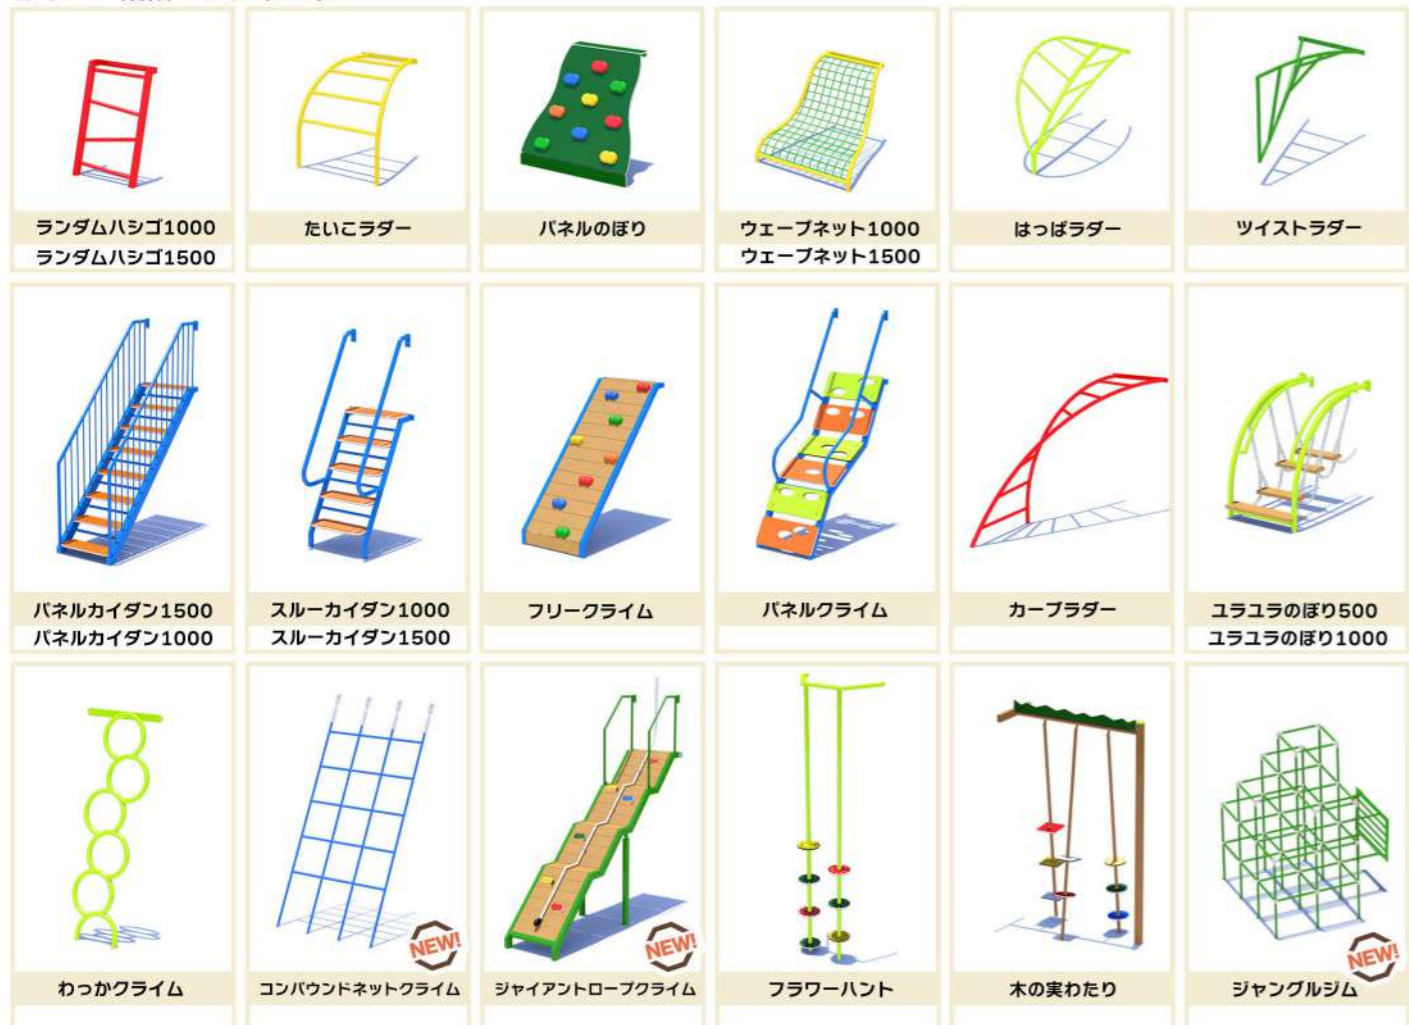 ランダムハシゴ1000
ランダムハシゴ1500
たいこラダー
パネルのぼり
ウェーブネット1000
ウェーブネット1500
はっぱラダー
ツイストラダー
パネルカイダン1500
パネルカイダン1000
スルーカイダン1000
スルーカイダン1500
フリークライム
パネルクライム
カーブラダー
ユラユラのぼり500
ユラユラのぼり1000
わっかクライム
NEW!
コンパウンドネットクライム
NEW!
ジャイアントロープクライム
フラワーハント
木の実わたり
NEW!
ジャングルジム